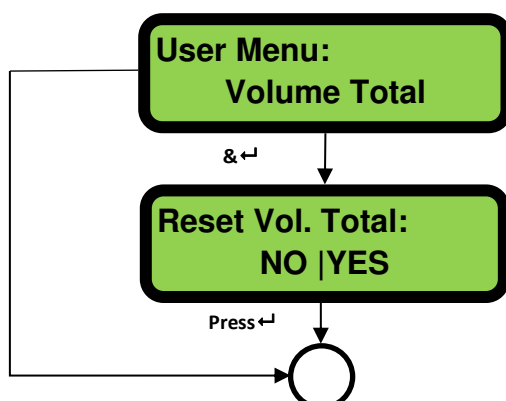 User Menu:
Volume Total
&↵
Reset Vol. Total:
NO |YES
Press↵